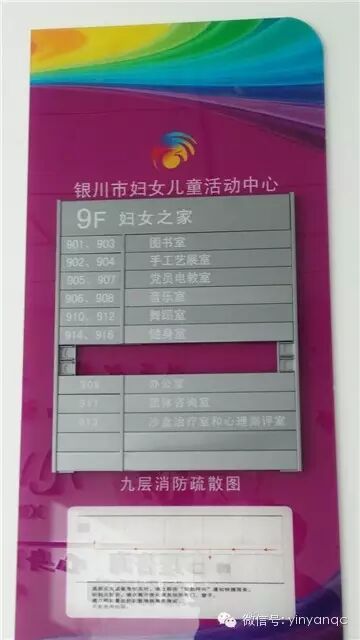 银川市妇女儿童活动中心
9F 妇女之家
901、903 图书室
902、904 手工艺展室
905、907 党员电教室
906、908 音乐室
910、912 舞蹈室
914、916 健身室
909 办公室
911 团体咨询室
913 沙盘治疗室和心理测评室
九层消防疏散图
微信号: yinyanqc